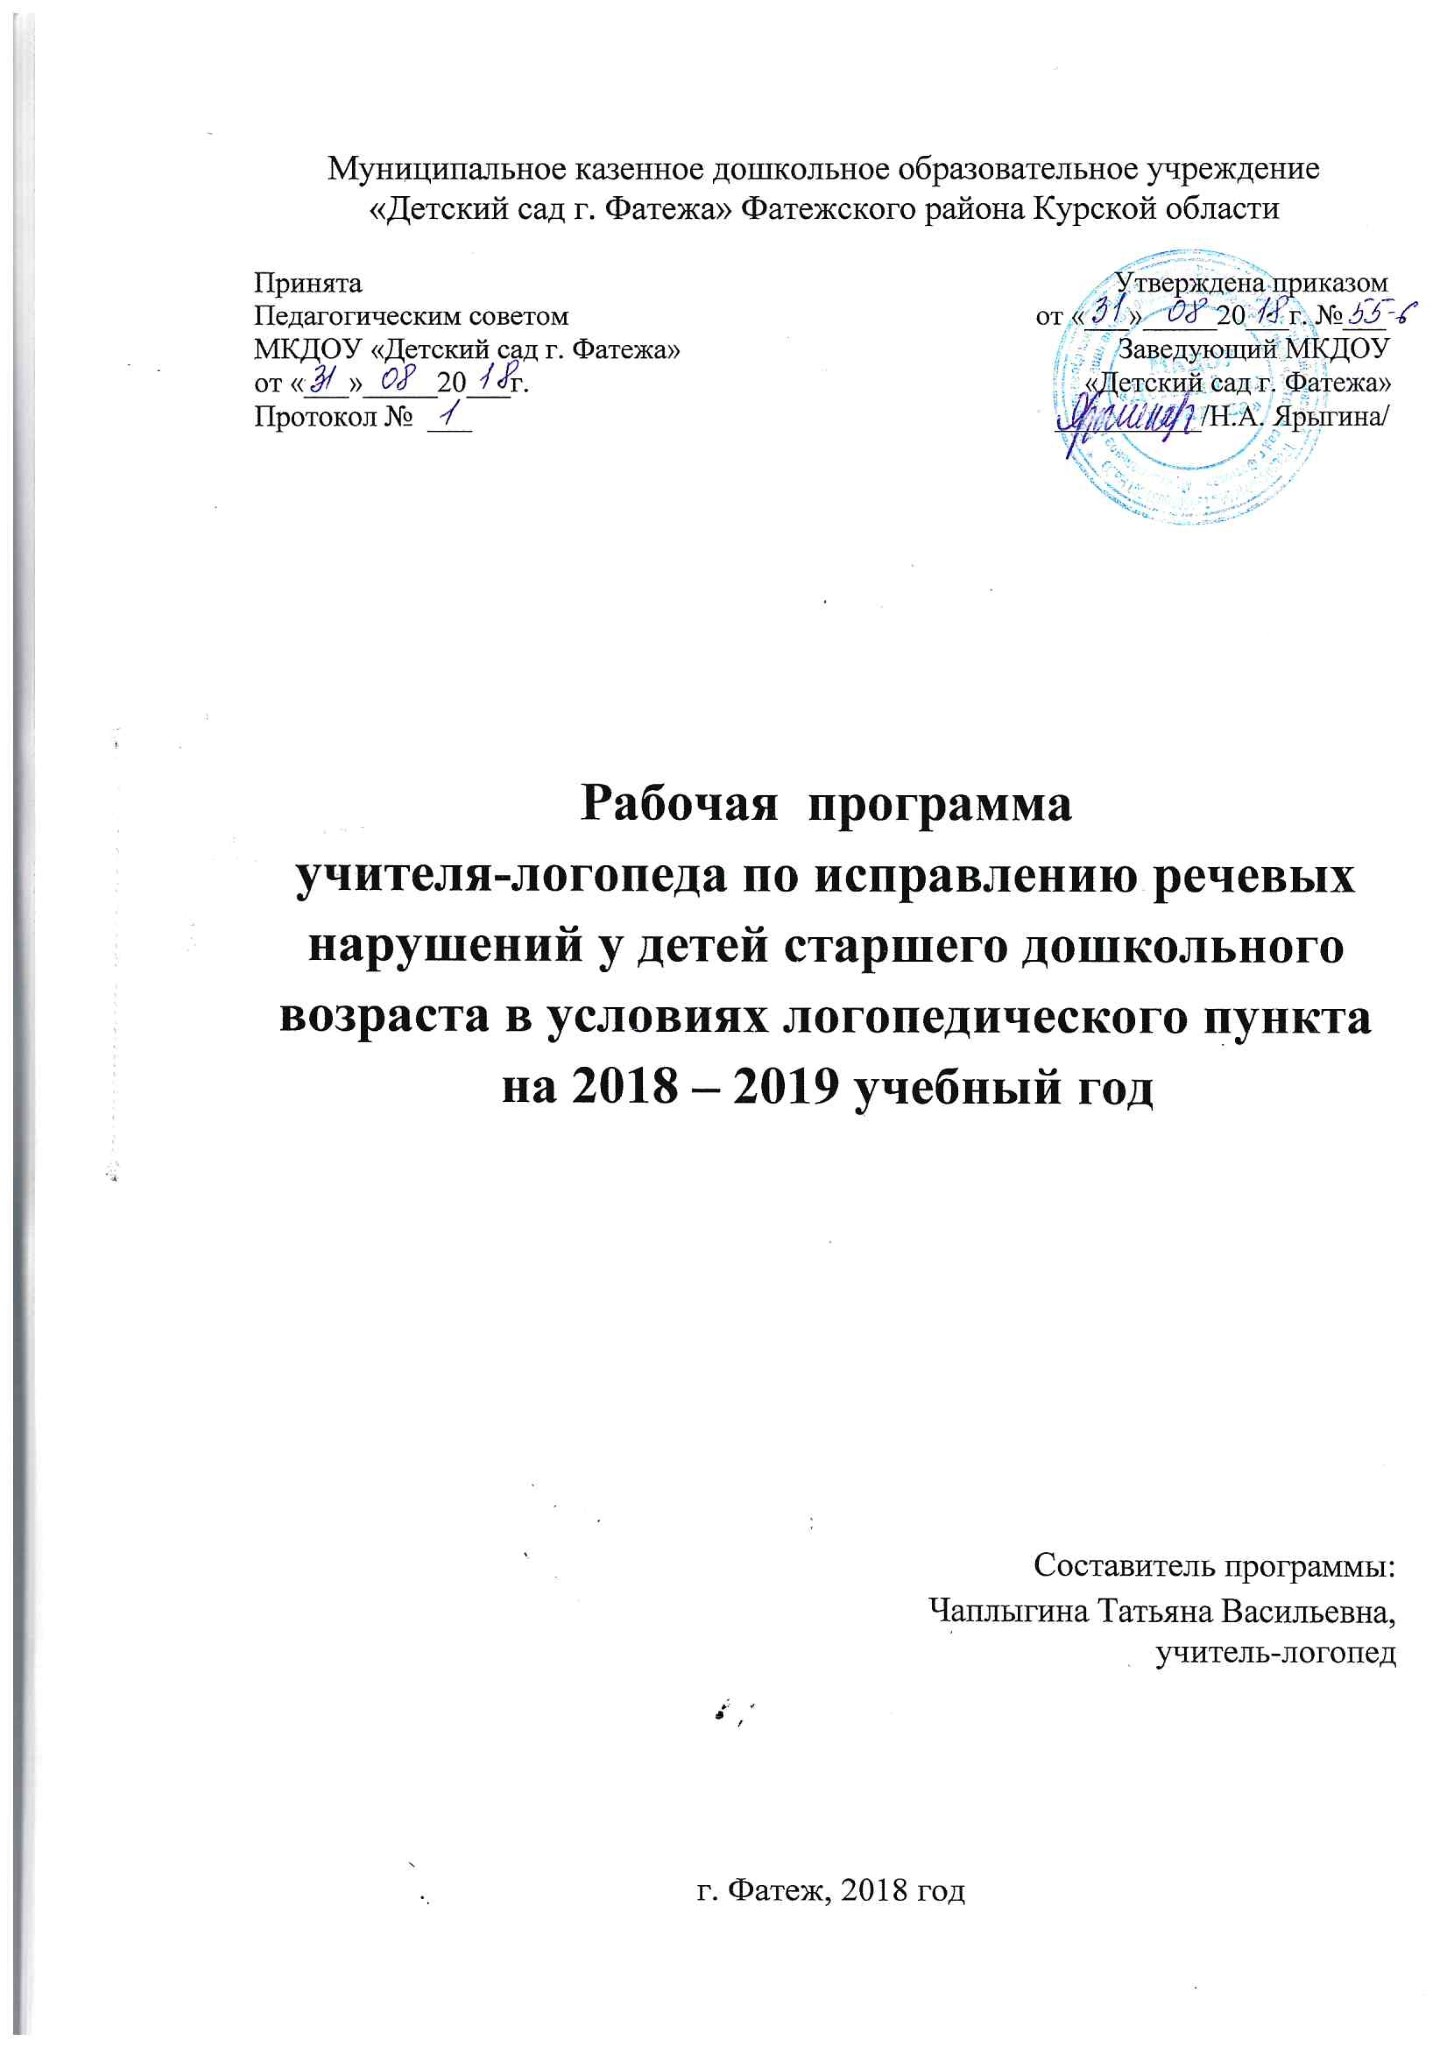 Муниципальное казенное дошкольное образовательное учреждение
«Детский сад г. Фатежа» Фатежского района Курской области
Принята
Педагогическим советом
МКДОУ «Детский сад г. Фатежа»
от «31» 08 2018г.
Протокол № 1
Утверждена приказом
от «31» 08 2018г. №55-б
Заведующий МКДОУ
«Детский сад г. Фатежа»
/Н.А. Ярыгина/
Рабочая программа
учителя-логопеда по исправлению речевых
нарушений у детей старшего дошкольного
возраста в условиях логопедического пункта
на 2018 – 2019 учебный год
Составитель программы:
Чаплыгина Татьяна Васильевна,
учитель-логопед
г. Фатеж, 2018 год